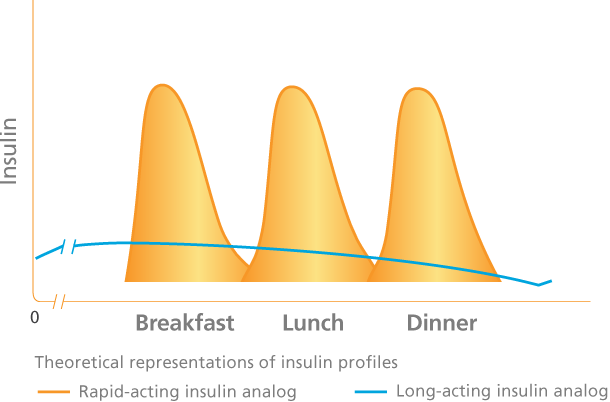 Insulin
0
Breakfast Lunch Dinner
Theoretical representations of insulin profiles
Rapid-acting insulin analog Long-acting insulin analog